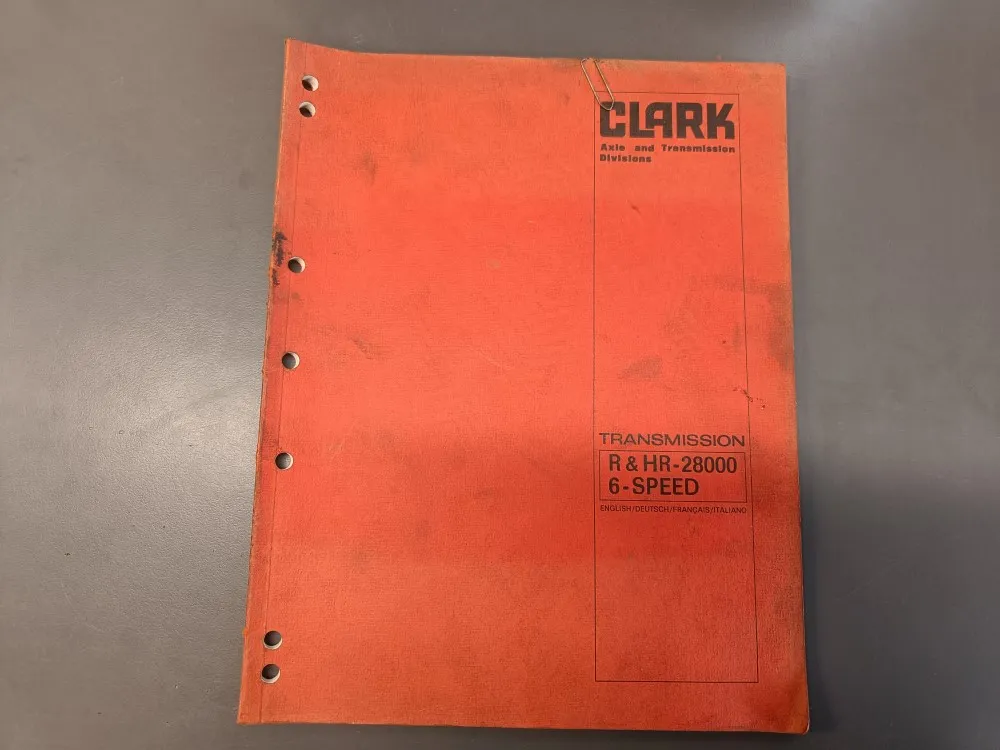 CLARK
Axle and Transmission
Divisions
TRANSMISSION
R & HR-28000
6-SPEED
ENGLISH/DEUTSCH/FRANÇAIS/ITALIANO